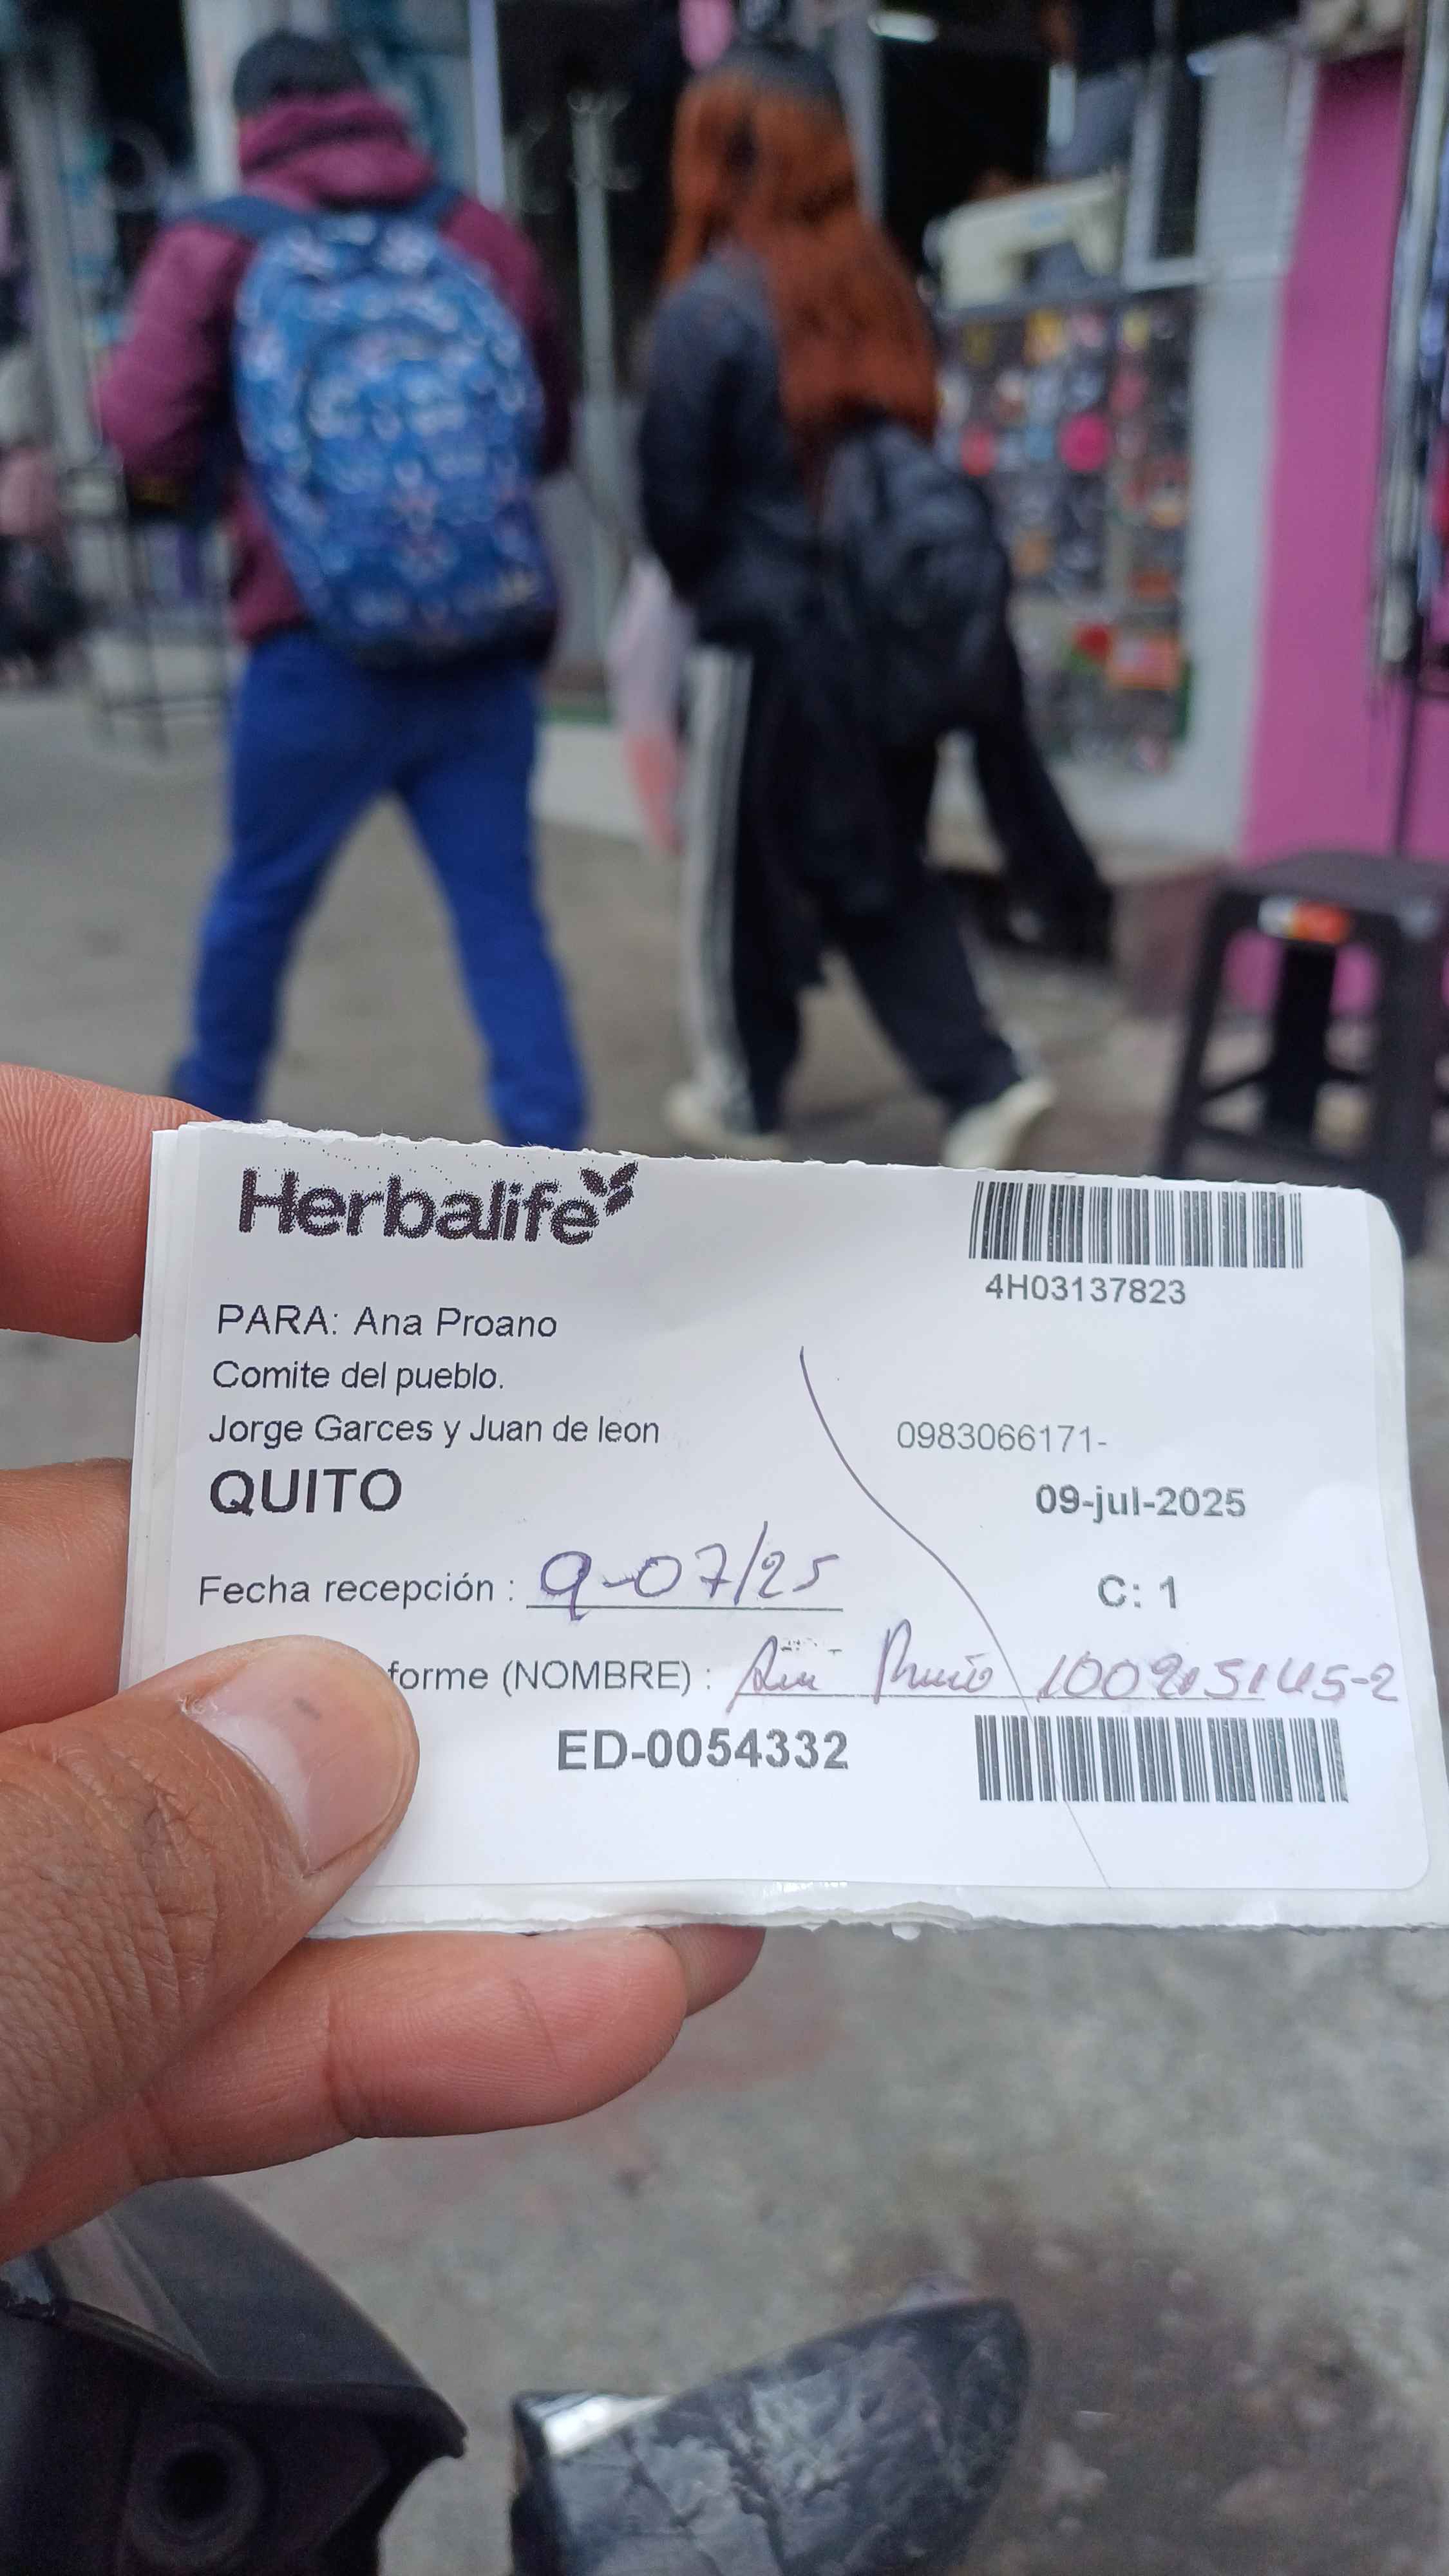 Herbalife
4H03137823
PARA: Ana Proano
Comite del pueblo.
Jorge Garces y Juan de leon
0983066171-
QUITO
09-jul-2025
Fecha recepción : 9-07/25
C: 1
forme (NOMBRE) :
ED-0054332